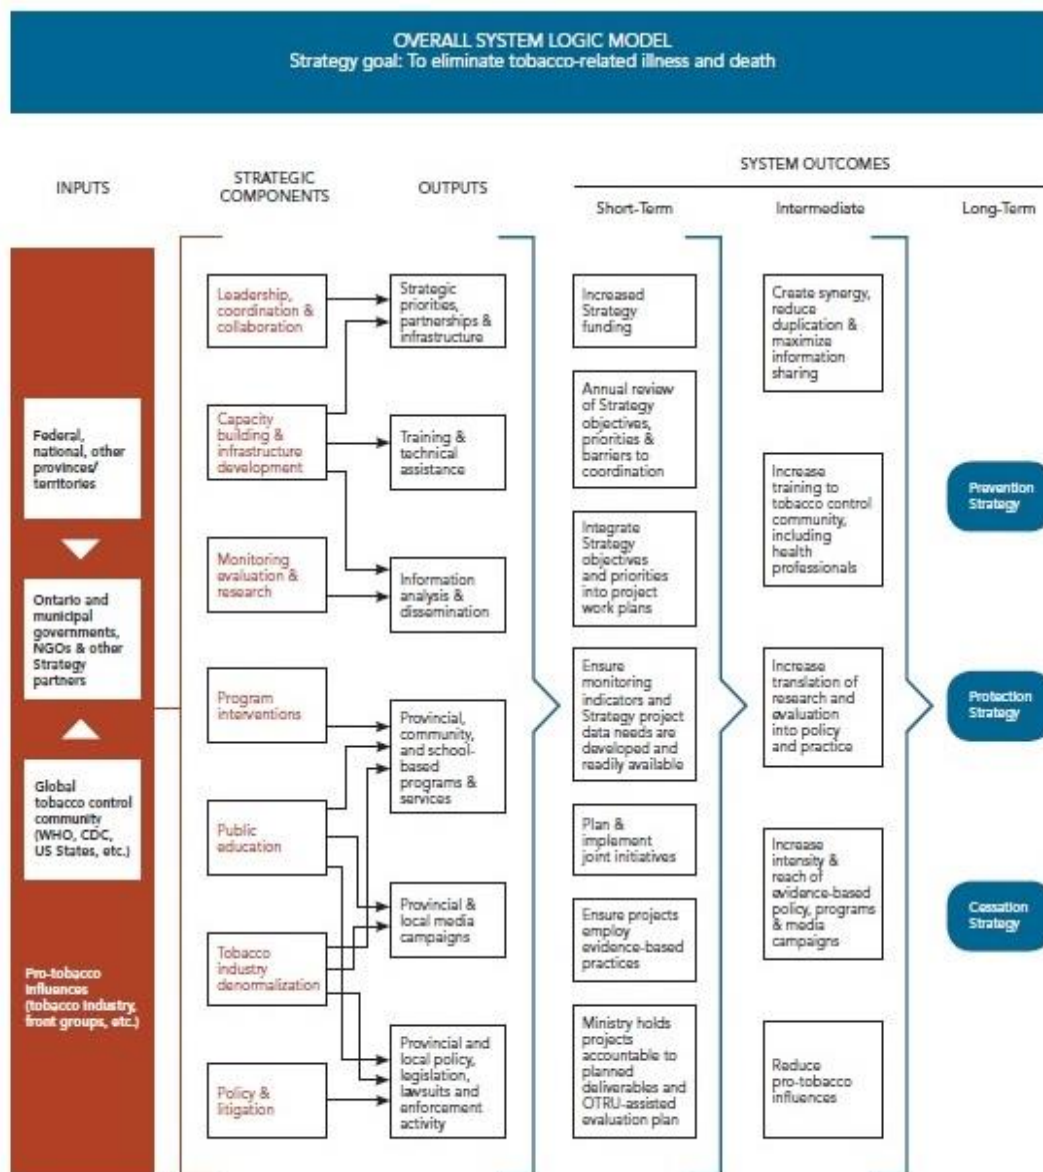 OVERALL SYSTEM LOGIC MODEL
Strategy goal: To eliminate tobacco-related illness and death
INPUTS
STRATEGIC
COMPONENTS
OUTPUTS
SYSTEM OUTCOMES
Short-Term
Intermediate
Long-Term
Federal,
national, other
provinces/
territories
Ontario and
municipal
governments,
NGOs & other
Strategy
partners
Global
tobacco control
community
(WHO, CDC,
US States, etc.)
Pro-tobacco
influences
(tobacco industry,
front groups, etc.)
Leadership,
coordination &
collaboration
Capacity
building &
infrastructure
development
Monitoring
evaluation &
research
Program
interventions
Public
education
Tobacco
industry
denormalization
Policy &
litigation
Strategic
priorities,
partnerships &
infrastructure
Training &
technical
assistance
Information
analysis &
dissemination
Provincial,
community,
and school-
based
programs &
services
Provincial &
local media
campaigns
Provincial and
local policy,
legislation,
lawsuits and
enforcement
activity
Increased
Strategy
funding
Annual review
of Strategy
objectives,
priorities &
barriers to
coordination
Integrate
Strategy
objectives
and priorities
into project
work plans
Ensure
monitoring
indicators and
Strategy project
data needs are
developed and
readily available
Plan &
implement
joint initiatives
Ensure projects
employ
evidence-based
practices
Ministry holds
projects
accountable to
planned
deliverables and
OTRU-assisted
evaluation plan
Create synergy,
reduce
duplication &
maximize
information
sharing
Increase
training to
tobacco control
community,
including
health
professionals
Increase
translation of
research and
evaluation
into policy
and practice
Increase
intensity &
reach of
evidence-based
policy, programs
& media
campaigns
Reduce
pro-tobacco
influences
Prevention
Strategy
Protection
Strategy
Cessation
Strategy